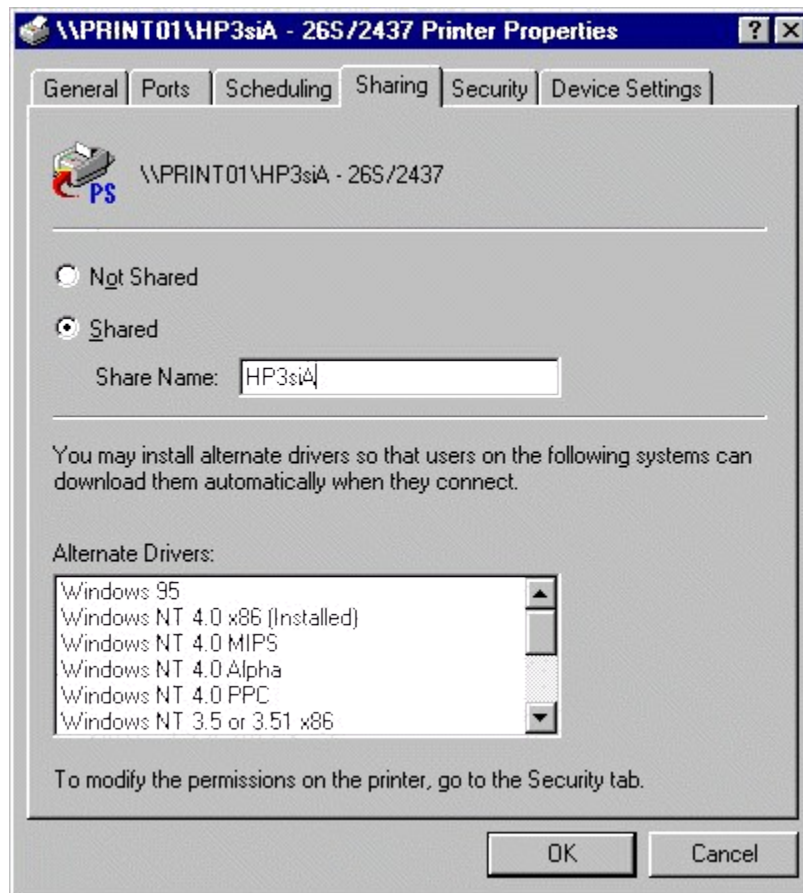 \\PRINT01\HP3siA - 26S/2437 Printer Properties
General Ports Scheduling Sharing Security Device Settings
PS
\\PRINT01\HP3siA - 26S/2437
Not Shared
Shared
Share Name: HP3siA
You may install alternate drivers so that users on the following systems can
download them automatically when they connect.
Alternate Drivers:
Windows 95
Windows NT 4.0 x86 (Installed)
Windows NT 4.0 MIPS
Windows NT 4.0 Alpha
Windows NT 4.0 PPC
Windows NT 3.5 or 3.51 x86
To modify the permissions on the printer, go to the Security tab.
OK Cancel